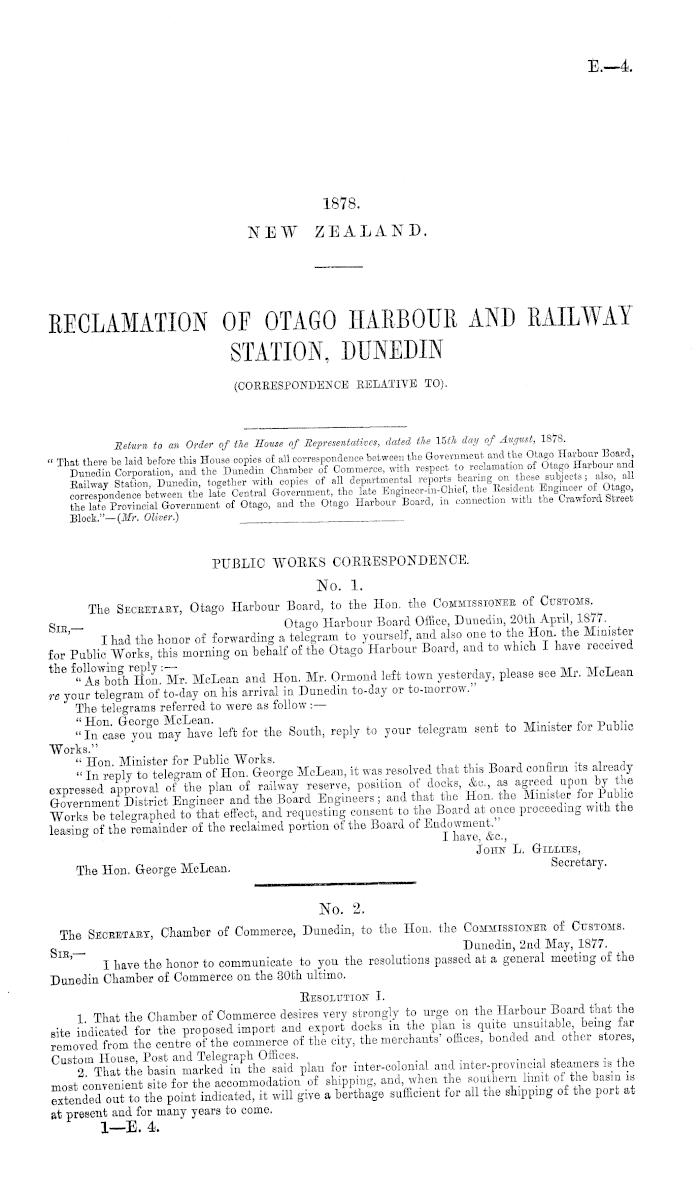 E.—4.
1878.
NEW ZEALAND.
RECLAMATION OF OTAGO HARBOUR AND RAILWAY
STATION, DUNEDIN
(CORRESPONDENCE RELATIVE TO).
Return to an Order of the House of Representatives, dated the 15th day of August, 1878.
"That there be laid before this House copies of all correspondence between the Government and the Otago Harbour Board,
Dunedin Corporation, and the Dunedin Chamber of Commerce, with respect to reclamation of Otago Harbour and
Railway Station, Dunedin, together with copies of all departmental reports bearing on these subjects; also, all
correspondence between the late Central Government, the late Engineer-in-Chief, the Resident Engineer of Otago,
the late Provincial Government of Otago, and the Otago Harbour Board, in connection with the Crawford Street
Block."—(Mr. Oliver.)
PUBLIC WORKS CORRESPONDENCE.
No. 1.
The SECRETARY, Otago Harbour Board, to the Hon. the COMMISSIONER of CUSTOMS.
SIR,— Otago Harbour Board Office, Dunedin, 20th April, 1877.
I had the honor of forwarding a telegram to yourself, and also one to the Hon. the Minister
for Public Works, this morning on behalf of the Otago Harbour Board, and to which I have received
the following reply :—
"As both Hon. Mr. McLean and Hon. Mr. Ormond left town yesterday, please see Mr. McLean
re your telegram of to-day on his arrival in Dunedin to-day or to-morrow."
The telegrams referred to were as follow :—
"Hon. George McLean.
"In case you may have left for the South, reply to your telegram sent to Minister for Public
Works."
"Hon. Minister for Public Works.
"In reply to telegram of Hon. George McLean, it was resolved that this Board confirm its already
expressed approval of the plan of railway reserve, position of docks, &c., as agreed upon by the
Government District Engineer and the Board Engineers; and that the Hon. the Minister for Public
Works be telegraphed to that effect, and requesting consent to the Board at once proceeding with the
leasing of the remainder of the reclaimed portion of the Board of Endowment."
I have, &c.,
JOHN L. GILLIES,
The Hon. George McLean. Secretary.
No. 2.
The SECRETARY, Chamber of Commerce, Dunedin, to the Hon. the COMMISSIONER of CUSTOMS.
SIR,— Dunedin, 2nd May, 1877.
I have the honor to communicate to you the resolutions passed at a general meeting of the
Dunedin Chamber of Commerce on the 30th ultimo.
RESOLUTION I.
1. That the Chamber of Commerce desires very strongly to urge on the Harbour Board that the
site indicated for the proposed import and export docks in the plan is quite unsuitable, being far
removed from the centre of the commerce of the city, the merchants' offices, bonded and other stores,
Custom House, Post and Telegraph Offices.
2. That the basin marked in the said plan for inter-colonial and inter-provincial steamers is the
most convenient site for the accommodation of shipping, and, when the southern limit of the basin is
extended out to the point indicated, it will give a berthage sufficient for all the shipping of the port at
at present and for many years to come.
1—E. 4.